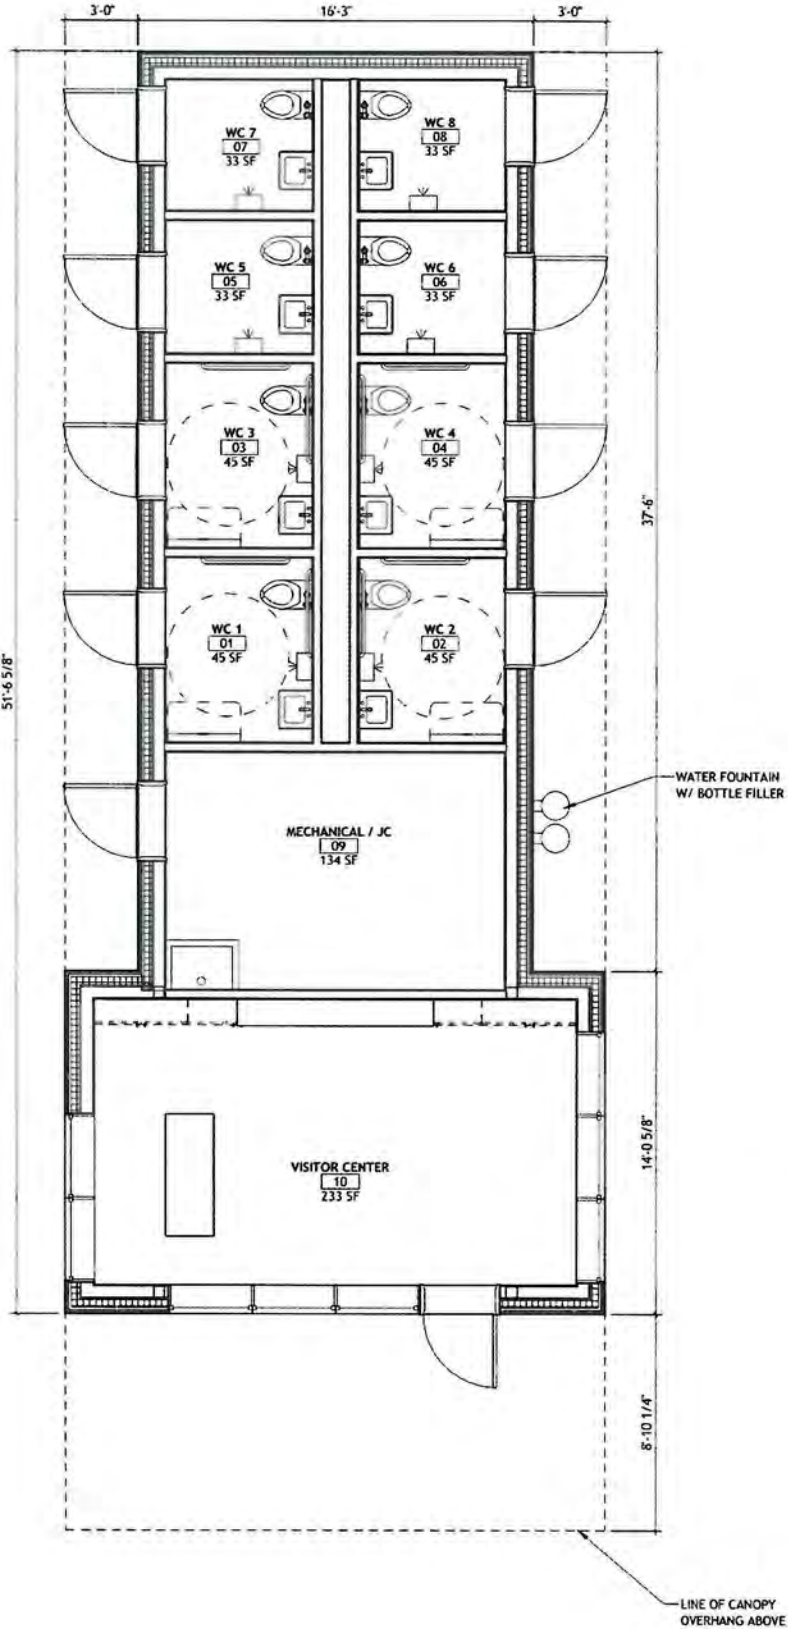 3'-0"
16'-3"
3'-0"
WC 7
07
33 SF
WC 8
08
33 SF
WC 5
05
33 SF
WC 6
06
33 SF
WC 3
03
45 SF
WC 4
04
45 SF
37'-6"
WC 1
01
45 SF
WC 2
02
45 SF
51'-6 5/8"
WATER FOUNTAIN
W/ BOTTLE FILLER
MECHANICAL / JC
09
134 SF
VISITOR CENTER
10
233 SF
14'-0 5/8"
8'-10 1/4"
LINE OF CANOPY
OVERHANG ABOVE